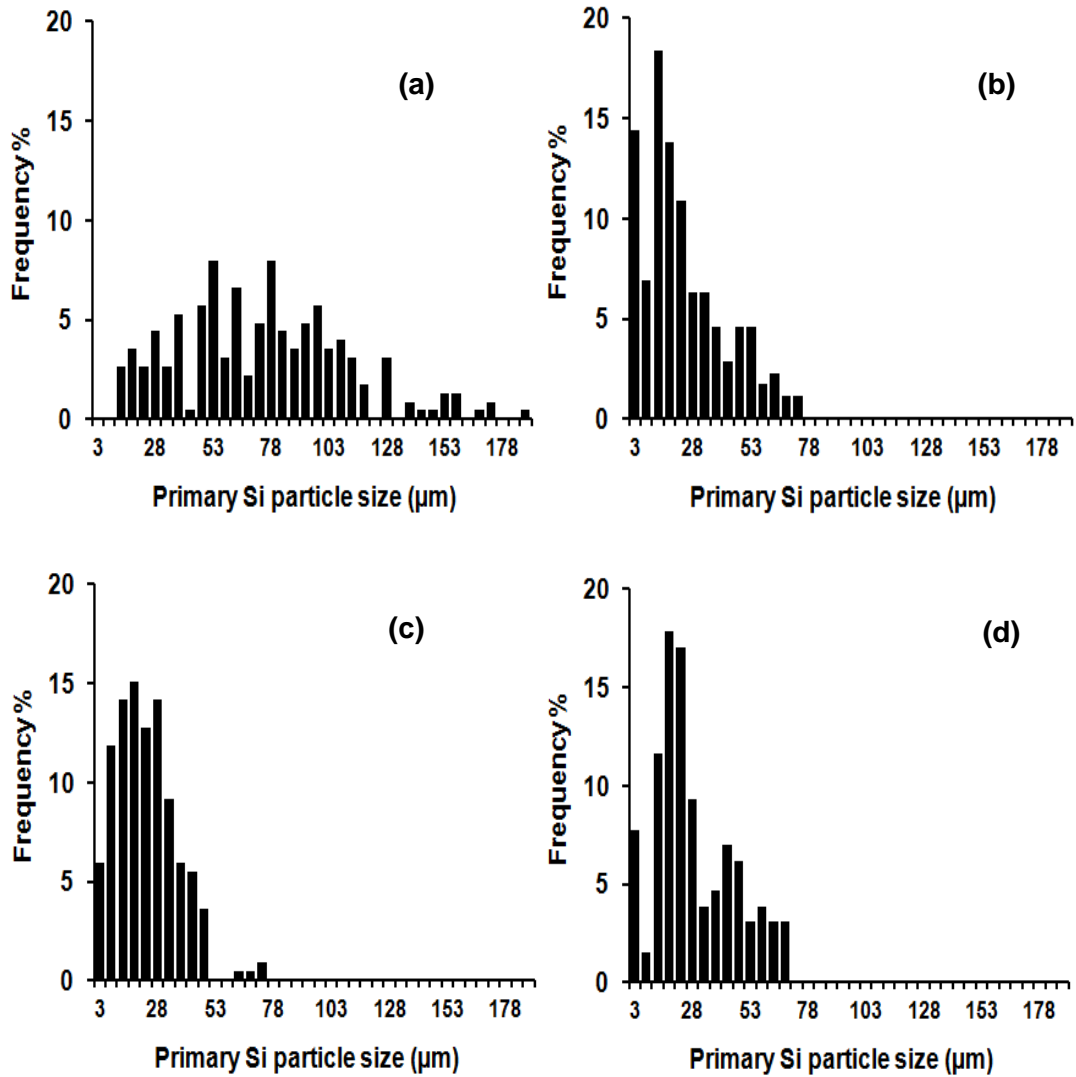 (a)
20
15
10
5
0
Frequency%
3 28 53 78 103 128 153 178
Primary Si particle size (µm)
(b)
20
15
10
5
0
Frequency%
3 28 53 78 103 128 153 178
Primary Si particle size (µm)
(c)
20
15
10
5
0
Frequency%
3 28 53 78 103 128 153 178
Primary Si particle size (µm)
(d)
20
15
10
5
0
Frequency%
3 28 53 78 103 128 153 178
Primary Si particle size (µm)